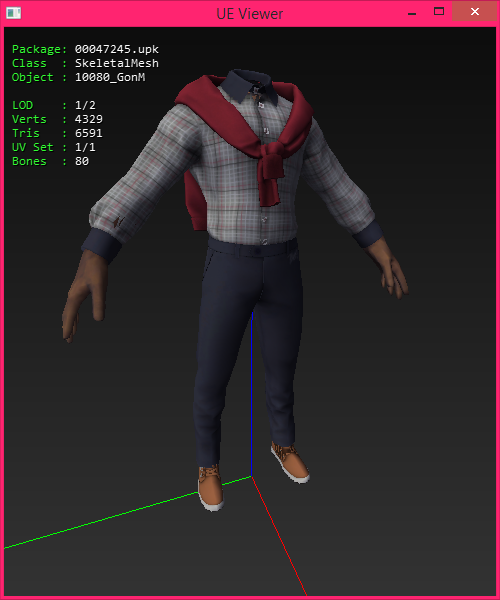 UE Viewer
Package: 00047245.upk
Class : SkeletalMesh
Object : 10080_GonM
LOD : 1/2
Verts : 4329
Tris : 6591
UV Set : 1/1
Bones : 80